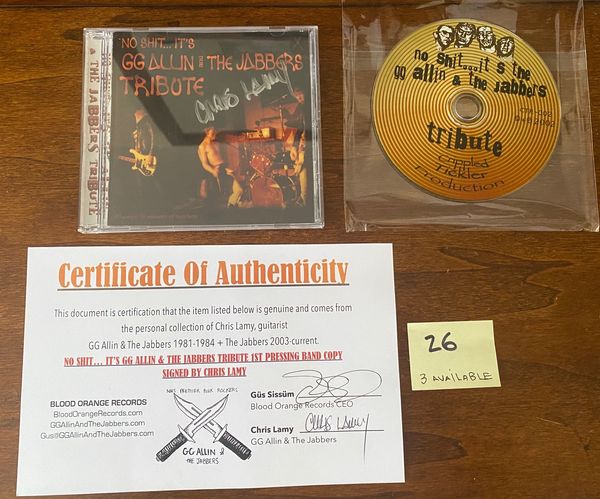 NO SHIT... IT'S
GG ALLIN THE JABBERS
TRIBUTE
CHRIS LAMY
& THE JABBERS TRIBUTE
no shit....it s the
gg allin & the Jabbers
tribute
Crippled
Tickler
Production
Certificate Of Authenticity
This document is certification that the item listed below is genuine and comes from
the personal collection of Chris Lamy, guitarist
GG Allin & The Jabbers 1981-1984 + The Jabbers 2003-current.
NO SHIT... IT'S GG ALLIN & THE JABBERS TRIBUTE 1ST PRESSING BAND COPY
SIGNED BY CHRIS LAMY
BLOOD ORANGE RECORDS
BloodOrangeRecords.com
GGAllinAndTheJabbers.com
Gus@GGAllinAndTheJabbers.com
GG ALLIN &
THE JABBERS
Güs Sissüm
Blood Orange Records CEO
Chris Lamy CHRIS LAMY
GG Allin & The Jabbers
26
3 AVAILABLE